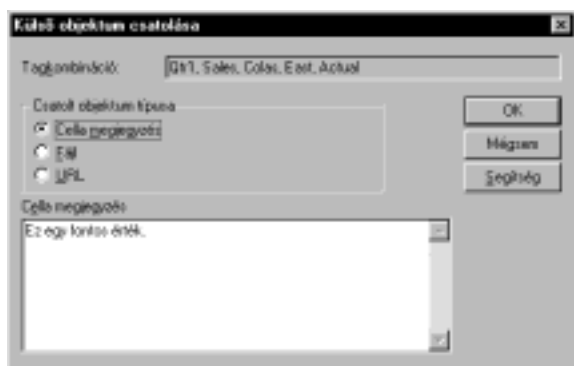 Külső objektum csatolása
Tagkombináció: Qtr1, Sales, Colas, East, Actual
Csatolt objektum típusa
Cella megjegyzés
Fájl
URL
OK
Mégsem
Segítség
Cella megjegyzés
Ez egy fontos érték.